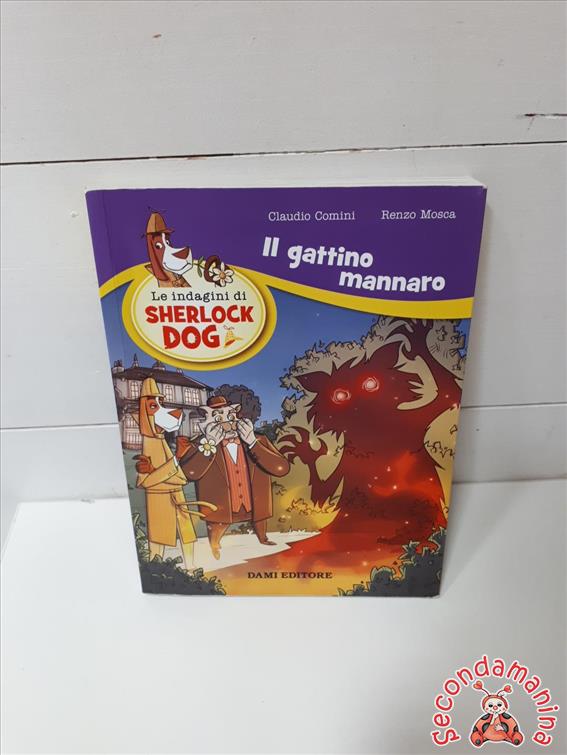 Claudio Comini Renzo Mosca
Il gattino
mannaro
Le indagini di
SHERLOCK
DOG
DAMI EDITORE
Secondamanina